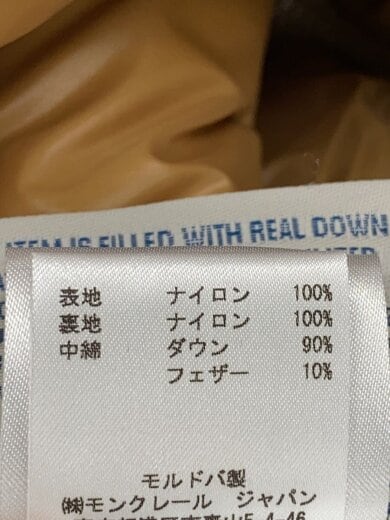 ITEM IS FILLED WITH REAL DOWN
表地 ナイロン 100%
裏地 ナイロン 100%
中綿 ダウン 90%
フェザー 10%
モルドバ製
㈱モンクレール ジャパン